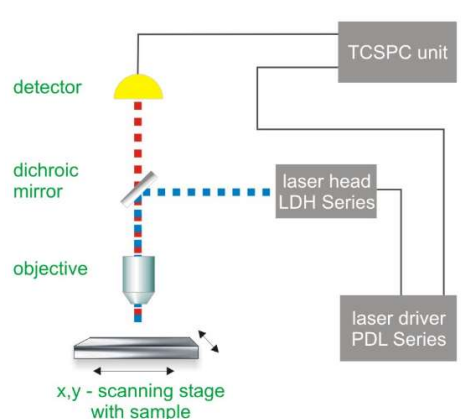 TCSPC unit
detector
dichroic
mirror
laser head
LDH Series
objective
laser driver
PDL Series
x,y - scanning stage
with sample